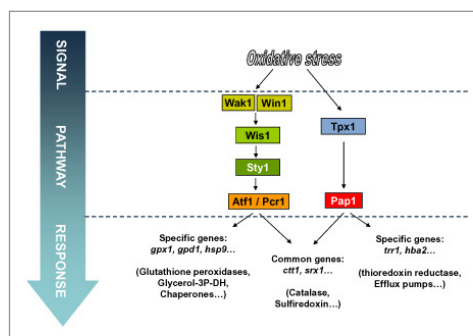 SIGNAL
PATHWAY
RESPONSE
Oxidative stress
Wak1 Win1
Tpx1
Wis1
Sty1
Atf1 / Pcr1
Pap1
Specific genes:
gpx1, gpd1, hsp9...
(Glutathione peroxidases,
Glycerol-3P-DH,
Chaperones...)
Common genes:
ctt1, srx1...
(Catalase,
Sulfiredoxin...)
Specific genes:
trr1, hba2...
(thioredoxin reductase,
Efflux pumps...)